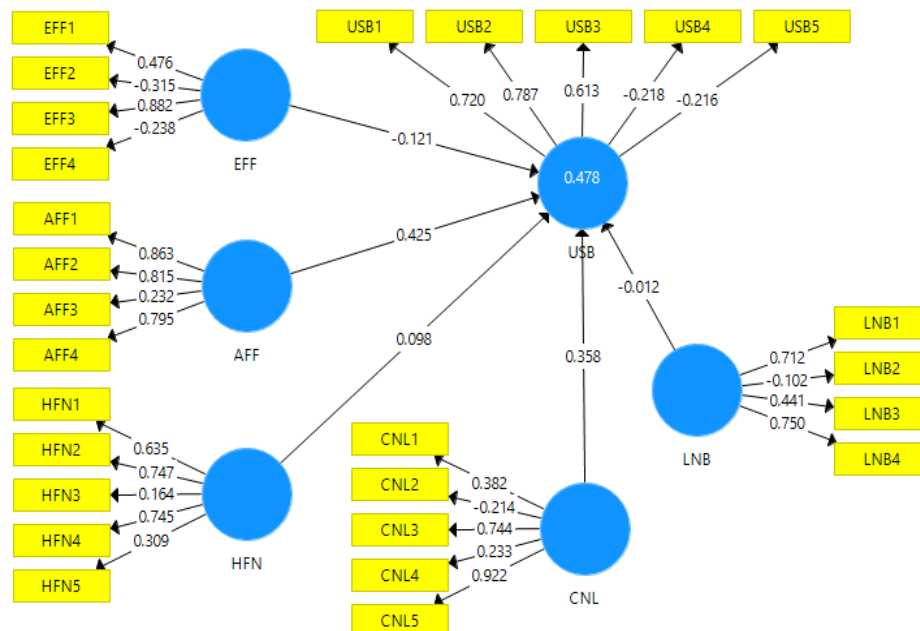 EFF1
EFF2
EFF3
EFF4
0.476
-0.315
0.882
-0.238
EFF
USB1
USB2
USB3
USB4
USB5
0.720
0.787
0.613
-0.218
-0.216
-0.121
0.478
USB
AFF1
AFF2
AFF3
AFF4
0.863
0.815
0.232
0.795
AFF
0.425
0.098
0.358
-0.012
HFN1
HFN2
HFN3
HFN4
HFN5
0.635
0.747
0.164
0.745
0.309
HFN
CNL1
CNL2
CNL3
CNL4
CNL5
0.382
-0.214
0.744
0.233
0.922
CNL
LNB
0.712
-0.102
0.441
0.750
LNB1
LNB2
LNB3
LNB4